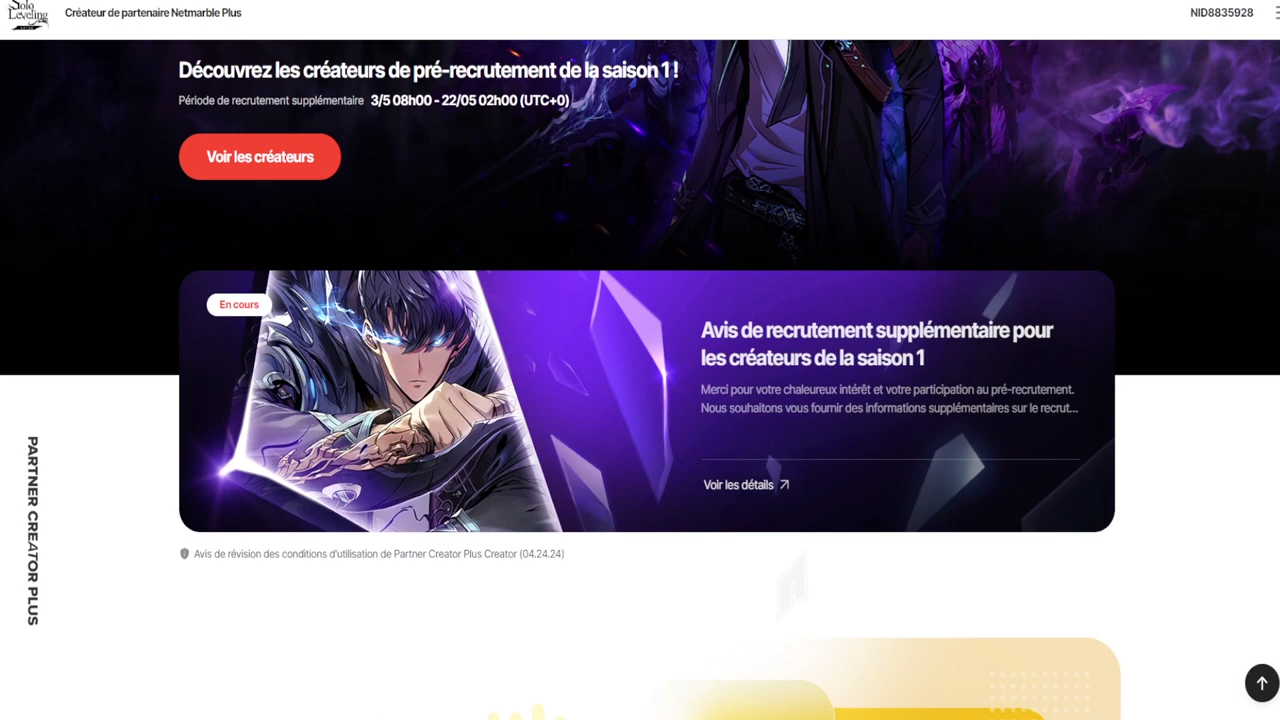 Solo
Leveling
Créateur de partenaire Netmarble Plus
NID8835928
Découvrez les créateurs de pré-recrutement de la saison 1 !
Période de recrutement supplémentaire 3/5 08h00 - 22/05 02h00 (UTC+0)
Voir les créateurs
En cours
Avis de recrutement supplémentaire pour
les créateurs de la saison 1
Merci pour votre chaleureux intérêt et votre participation au pré-recrutement.
Nous souhaitons vous fournir des informations supplémentaires sur le recrut...
Voir les détails
PARTNER CREATOR PLUS
Avis de révision des conditions d'utilisation de Partner Creator Plus Creator (04.24.24)